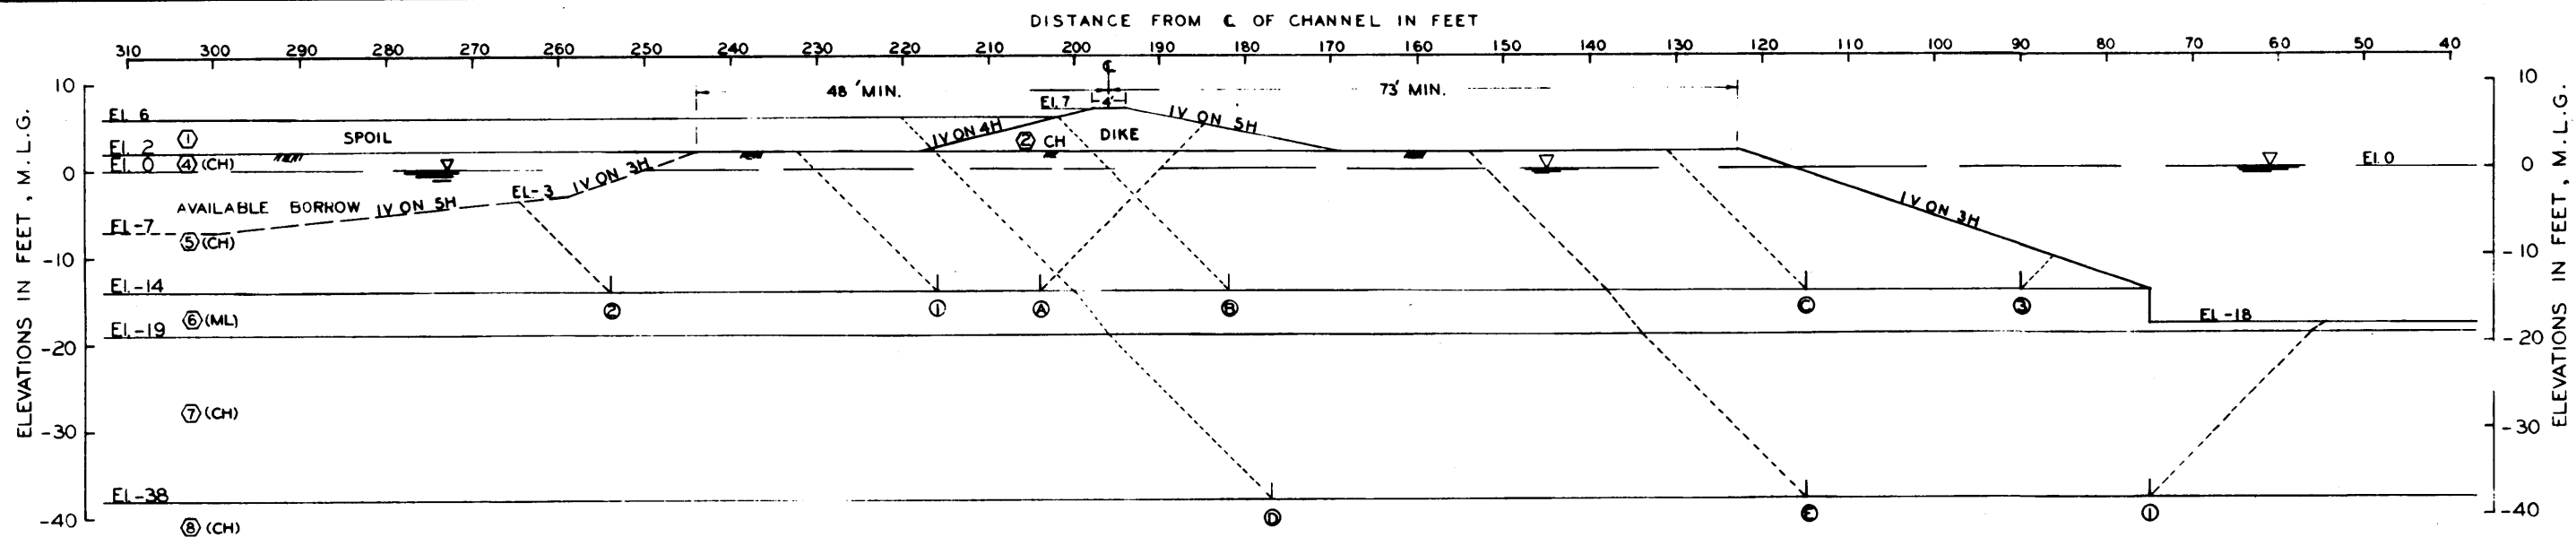 DISTANCE FROM ℄ OF CHANNEL IN FEET
310 300 290 280 270 260 250 240 230 220 210 200 190 180 170 160 150 140 130 120 110 100 90 80 70 60 50 40
℄
10 48' MIN. El. 7 4' 73' MIN. 10
El. 6 1V ON 4H 1V ON 5H
1 SPOIL 2 CH DIKE
El. 2
El. 0 4 (CH) El. 0
0 0
EL-3 1V ON 3H 1V ON 3H
AVAILABLE BORROW 1V ON 5H
El.-7
5 (CH)
-10 -10
El.-14
2 1 A B C 3
6 (ML) EL-18
El.-19
-20 -20
7 (CH)
-30 -30
El.-38
-40 8 (CH) D E 1 -40
ELEVATIONS IN FEET, M.L.G.
ELEVATIONS IN FEET, M.L.G.